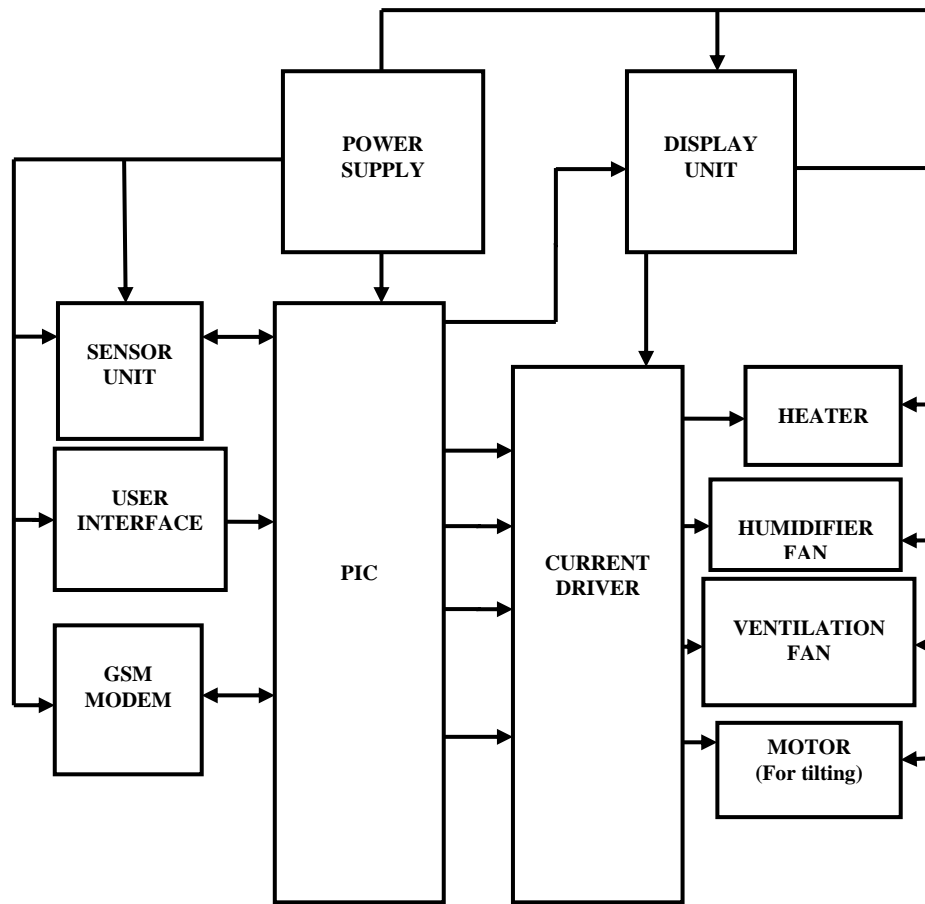 POWER
SUPPLY
DISPLAY
UNIT
SENSOR
UNIT
USER
INTERFACE
GSM
MODEM
PIC
CURRENT
DRIVER
HEATER
HUMIDIFIER
FAN
VENTILATION
FAN
MOTOR
(For tilting)